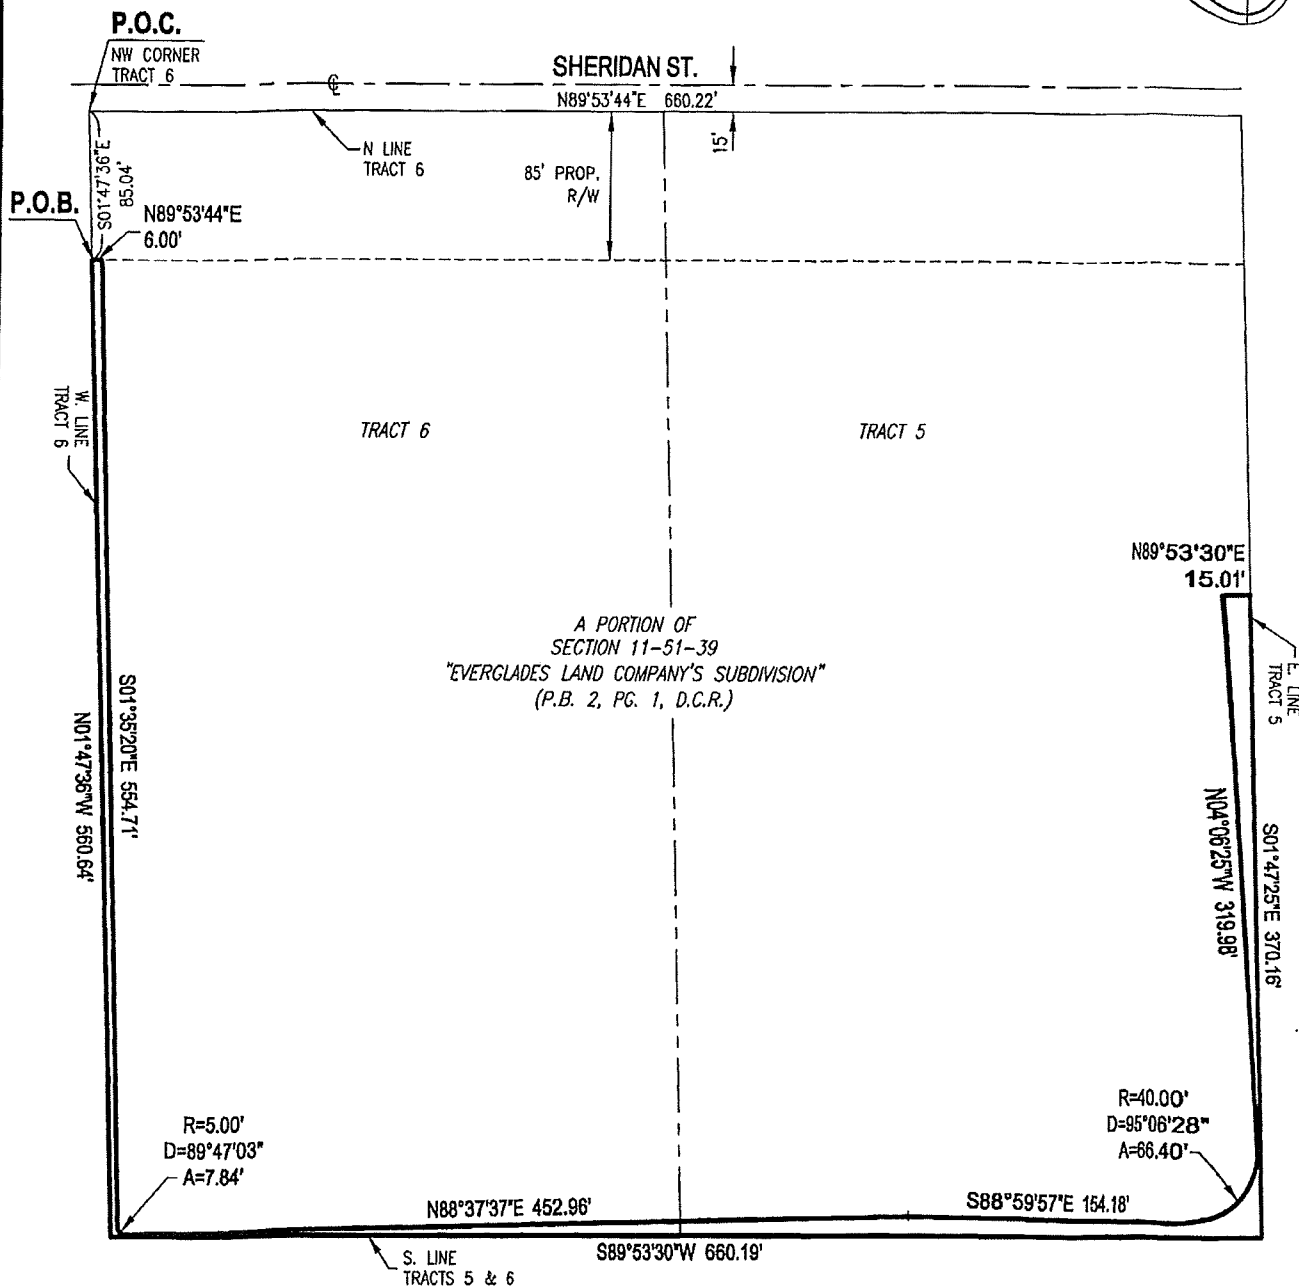 P.O.C.
NW CORNER
TRACT 6
℄
SHERIDAN ST.
N89°53'44"E 660.22'
N LINE
TRACT 6
15'
85' PROP.
R/W
S01°47'36"E
85.04'
P.O.B.
N89°53'44"E
6.00'
W. LINE
TRACT 6
TRACT 6
TRACT 5
N89°53'30"E
15.01'
A PORTION OF
SECTION 11-51-39
"EVERGLADES LAND COMPANY'S SUBDIVISION"
(P.B. 2, PG. 1, D.C.R.)
E. LINE
TRACT 5
S01°35'20"E 554.71'
N01°47'36"W 560.64'
N04°06'25"W 319.98'
S01°47'25"E 370.16'
R=5.00'
D=89°47'03"
A=7.84'
R=40.00'
D=95°06'28"
A=66.40'
N88°37'37"E 452.96'
S88°59'57"E 154.18'
S89°53'30"W 660.19'
S. LINE
TRACTS 5 & 6